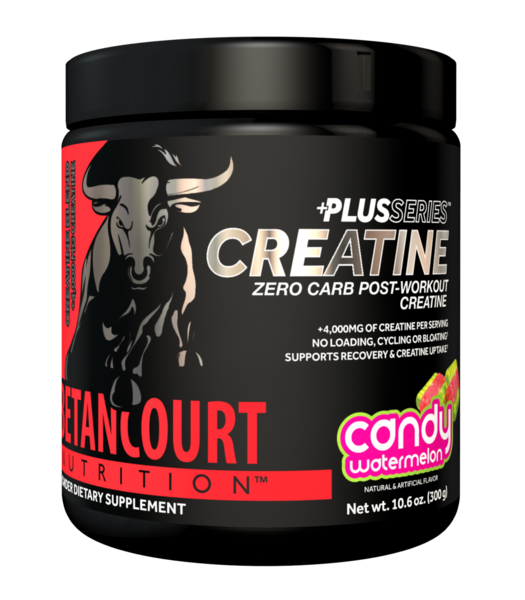 +PLUSSERIES™
CREATINE
ZERO CARB POST-WORKOUT
CREATINE
+4,000MG OF CREATINE PER SERVING
NO LOADING, CYCLING OR BLOATING†
SUPPORTS RECOVERY & CREATINE UPTAKE†
BETANCOURT
NUTRITION™
DIETARY SUPPLEMENT
candy
watermelon
NATURAL & ARTIFICIAL FLAVOR
Net wt. 10.6 oz. (300g)